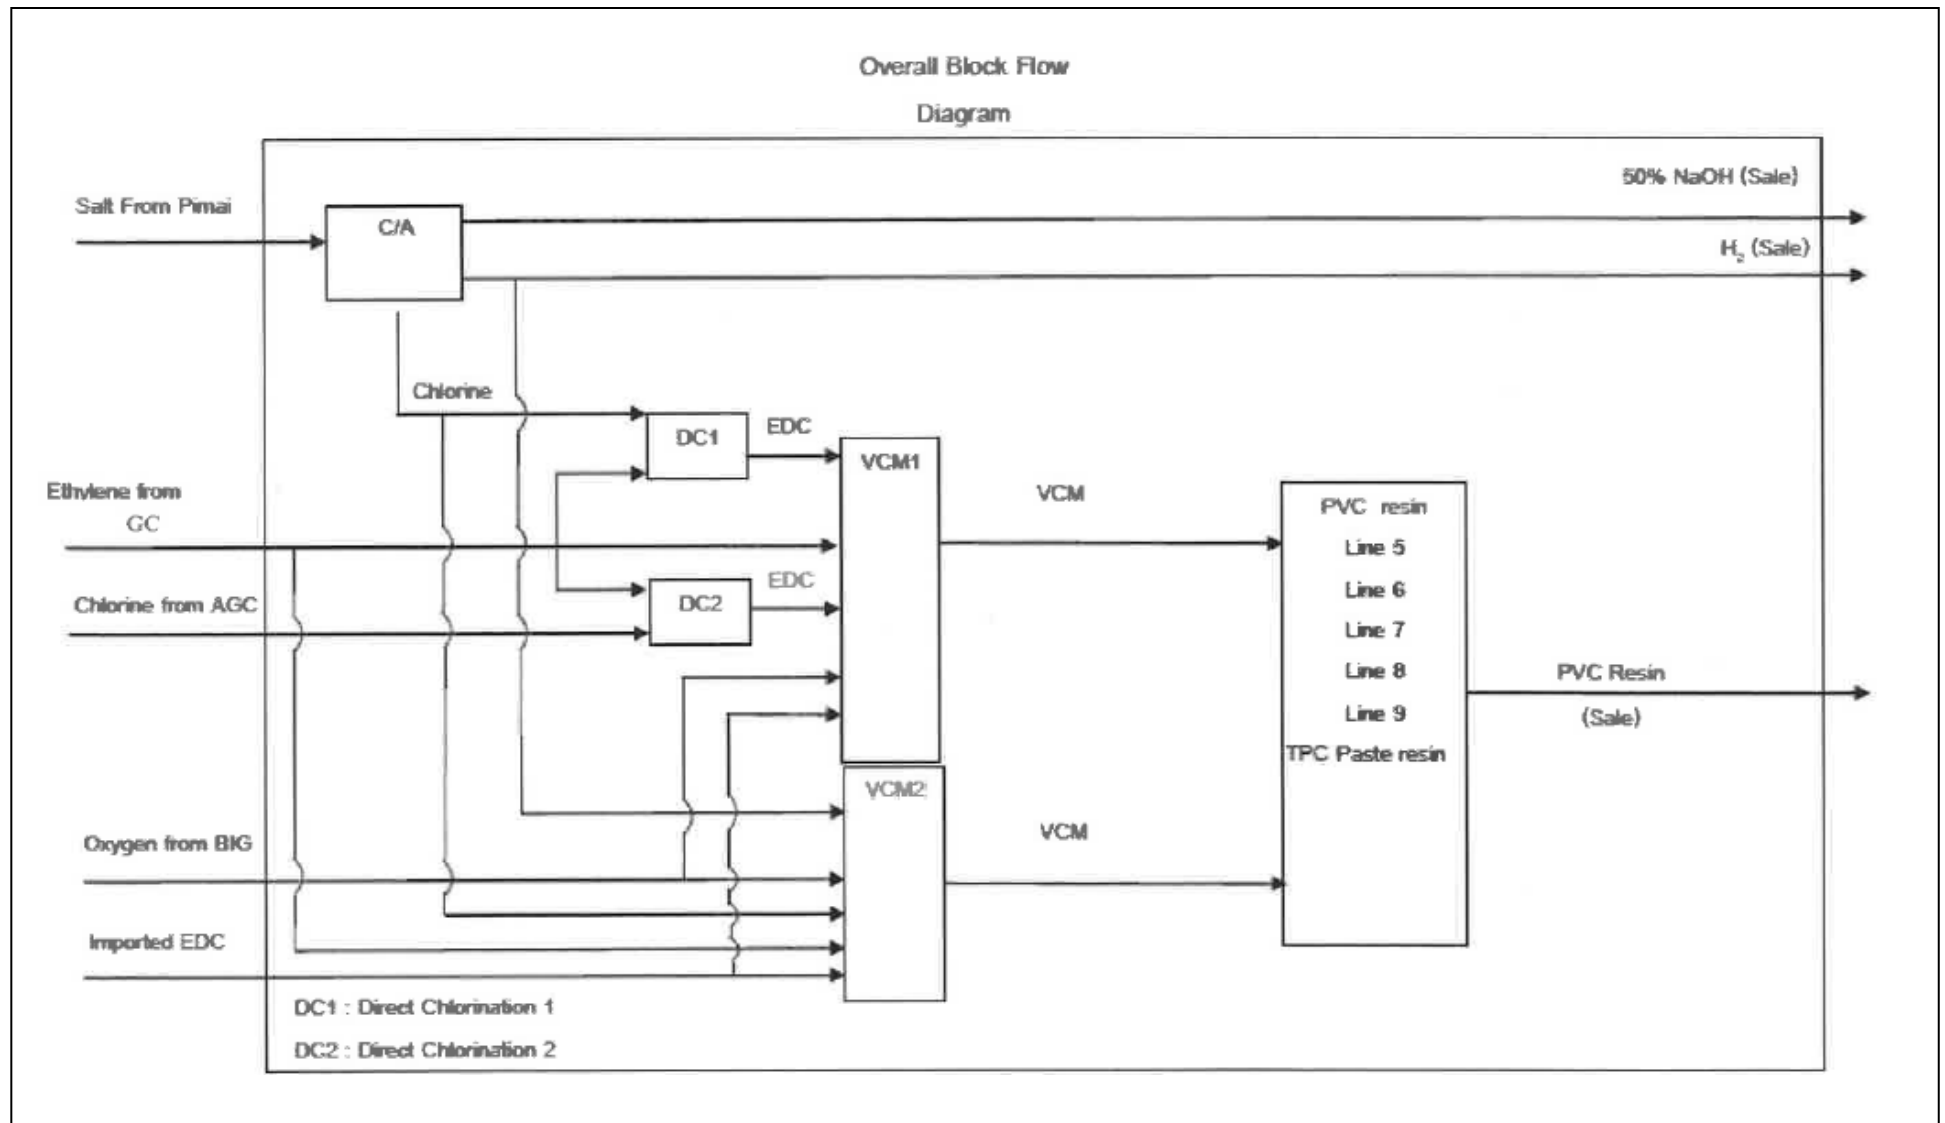 Overall Block Flow
Diagram
50% NaOH (Sale)
Salt From Pimai
C/A
H₂ (Sale)
Chlorine
DC1
EDC
VCM1
Ethylene from
GC
VCM
PVC resin
Line 5
Line 6
Line 7
Line 8
Line 9
TPC Paste resin
EDC
DC2
Chlorine from AGC
PVC Resin
(Sale)
VCM2
Oxygen from BIG
VCM
Imported EDC
DC1 : Direct Chlorination 1
DC2 : Direct Chlorination 2